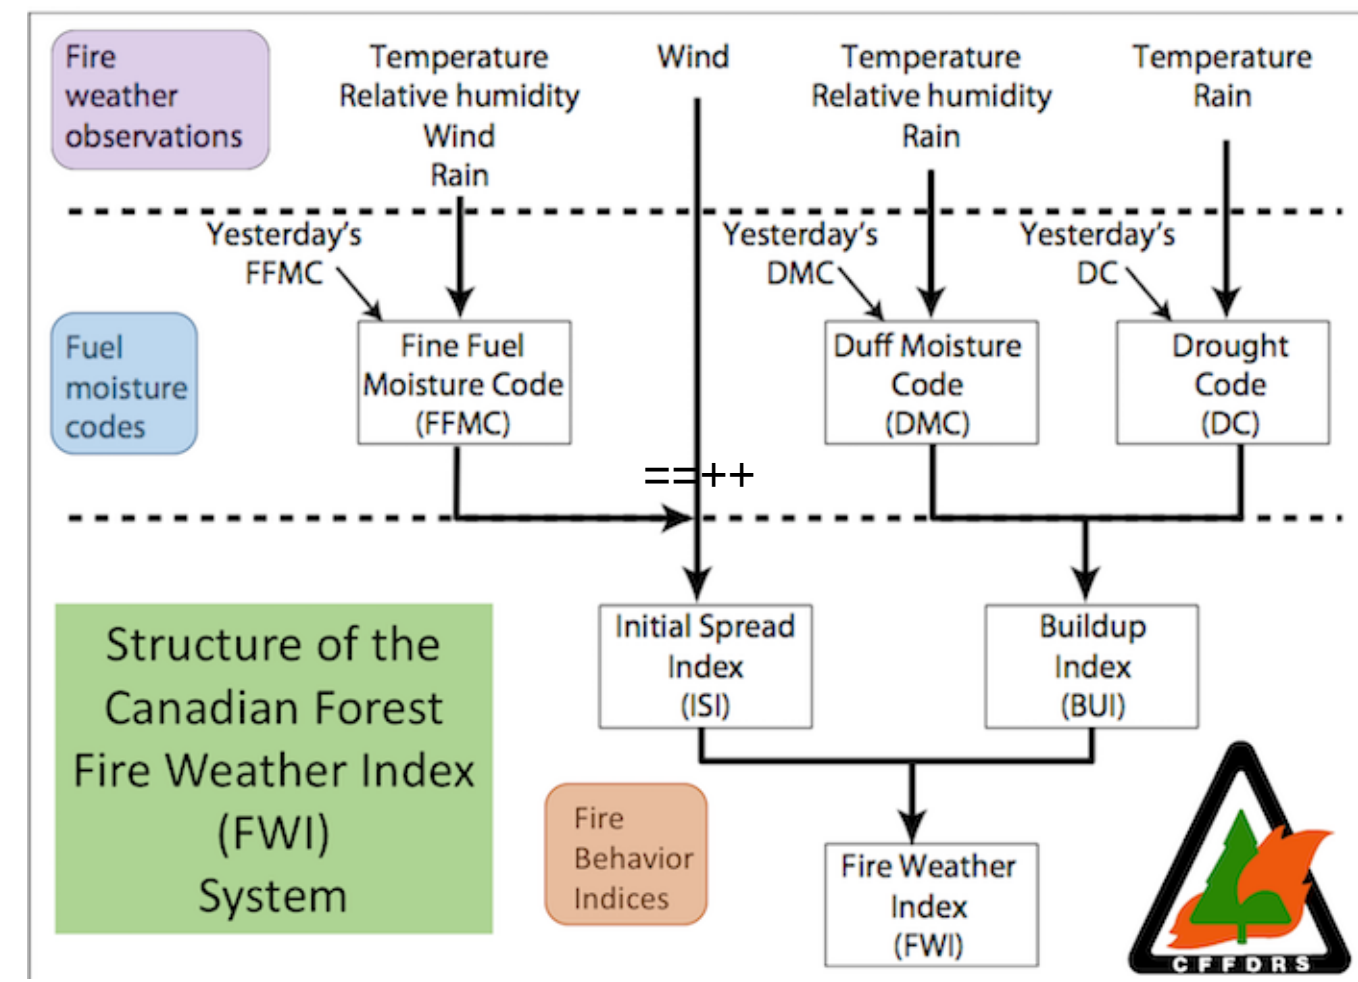 Fire
weather
observations
Temperature
Relative humidity
Wind
Rain
Wind
Temperature
Relative humidity
Rain
Temperature
Rain
Yesterday's
FFMC
Yesterday's
DMC
Yesterday's
DC
Fuel
moisture
codes
Fine Fuel
Moisture Code
(FFMC)
Duff Moisture
Code
(DMC)
Drought
Code
(DC)
==++
Initial Spread
Index
(ISI)
Buildup
Index
(BUI)
Structure of the
Canadian Forest
Fire Weather Index
(FWI)
System
Fire
Behavior
Indices
Fire Weather
Index
(FWI)
CFFDRS